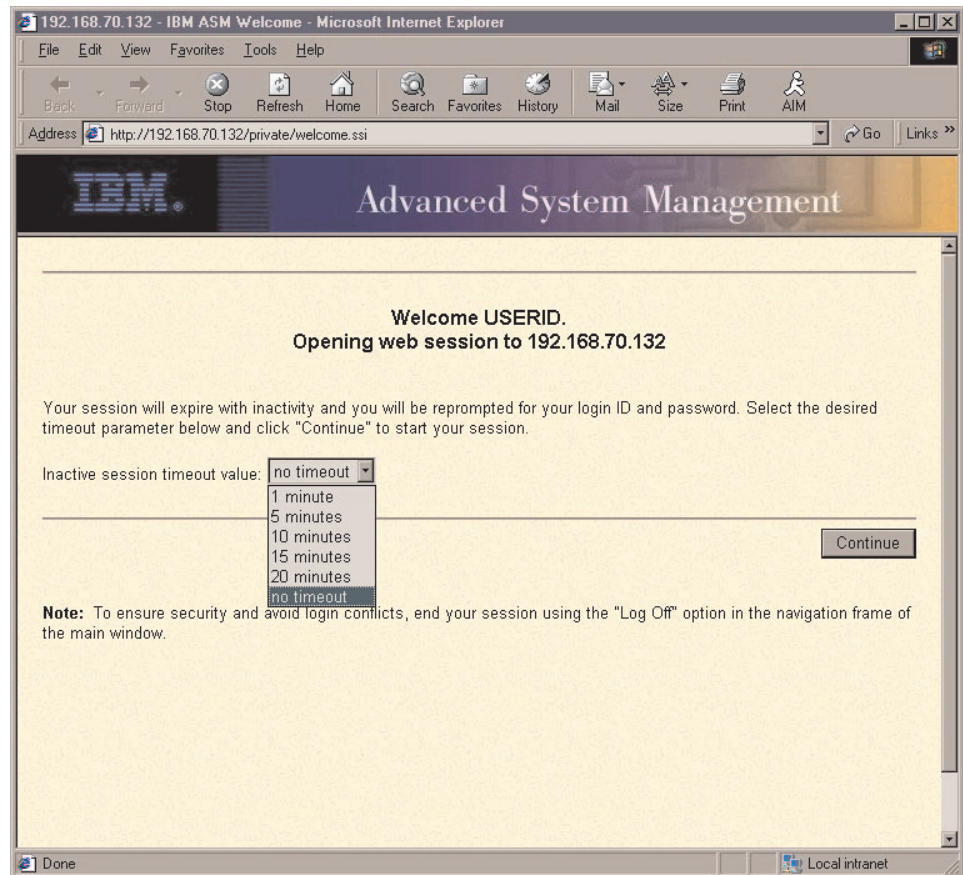 192.168.70.132 - IBM ASM Welcome - Microsoft Internet Explorer
File Edit View Favorites Tools Help
Back Forward Stop Refresh Home Search Favorites History Mail Size Print AIM
Address http://192.168.70.132/private/welcome.ssi Go Links »
IBM. Advanced System Management
Welcome USERID.
Opening web session to 192.168.70.132
Your session will expire with inactivity and you will be reprompted for your login ID and password. Select the desired
timeout parameter below and click "Continue" to start your session.
Inactive session timeout value: no timeout
1 minute
5 minutes
10 minutes
15 minutes
20 minutes
no timeout
Continue
Note: To ensure security and avoid login conflicts, end your session using the "Log Off" option in the navigation frame of
the main window.
Done Local intranet